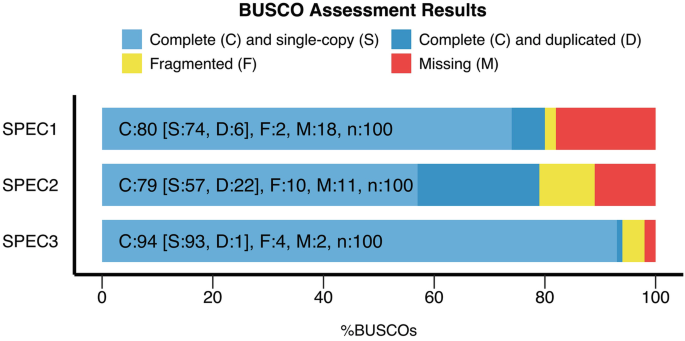 BUSCO Assessment Results
Complete (C) and single-copy (S)
Complete (C) and duplicated (D)
Fragmented (F)
Missing (M)
SPEC1
C:80 [S:74, D:6], F:2, M:18, n:100
SPEC2
C:79 [S:57, D:22], F:10, M:11, n:100
SPEC3
C:94 [S:93, D:1], F:4, M:2, n:100
0 20 40 60 80 100
%BUSCOs